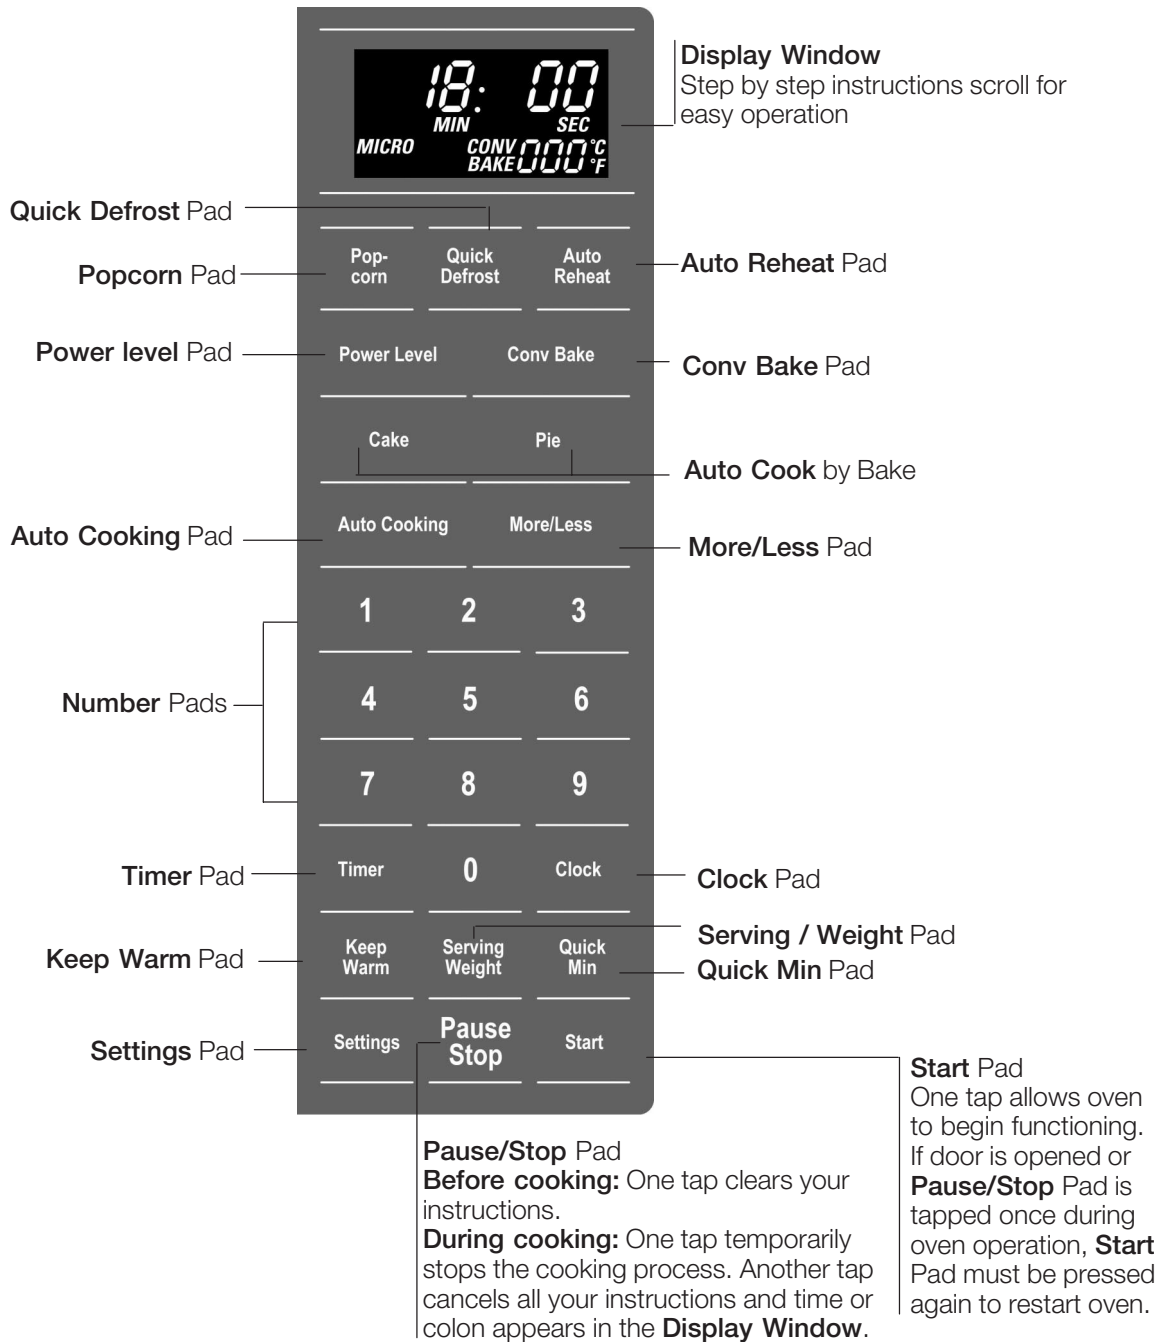 18: 00
MIN SEC
MICRO CONV BAKE 000 °C °F
Display Window
Step by step instructions scroll for
easy operation
Quick Defrost Pad
Popcorn Pad
Pop-
corn
Quick
Defrost
Auto
Reheat
Auto Reheat Pad
Power level Pad
Power Level
Conv Bake
Conv Bake Pad
Cake
Pie
Auto Cook by Bake
Auto Cooking Pad
Auto Cooking
More/Less
More/Less Pad
1 2 3
Number Pads
4 5 6
7 8 9
Timer Pad
Timer
0
Clock
Clock Pad
Keep Warm Pad
Keep
Warm
Serving
Weight
Quick
Min
Serving / Weight Pad
Quick Min Pad
Settings Pad
Settings
Pause
Stop
Start
Start Pad
One tap allows oven
to begin functioning.
If door is opened or
Pause/Stop Pad is
tapped once during
oven operation, Start
Pad must be pressed
again to restart oven.
Pause/Stop Pad
Before cooking: One tap clears your
instructions.
During cooking: One tap temporarily
stops the cooking process. Another tap
cancels all your instructions and time or
colon appears in the Display Window.